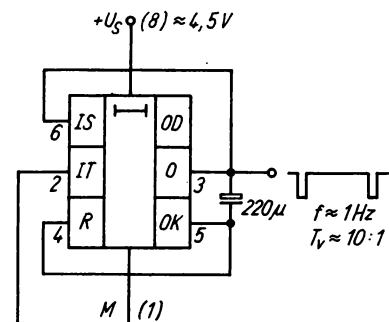 +U_S (8) ≈ 4,5V
IS OD
6
IT O
2 3
220µ
R OK
4 5
f ≈ 1Hz
T_v ≈ 10:1
M (1)